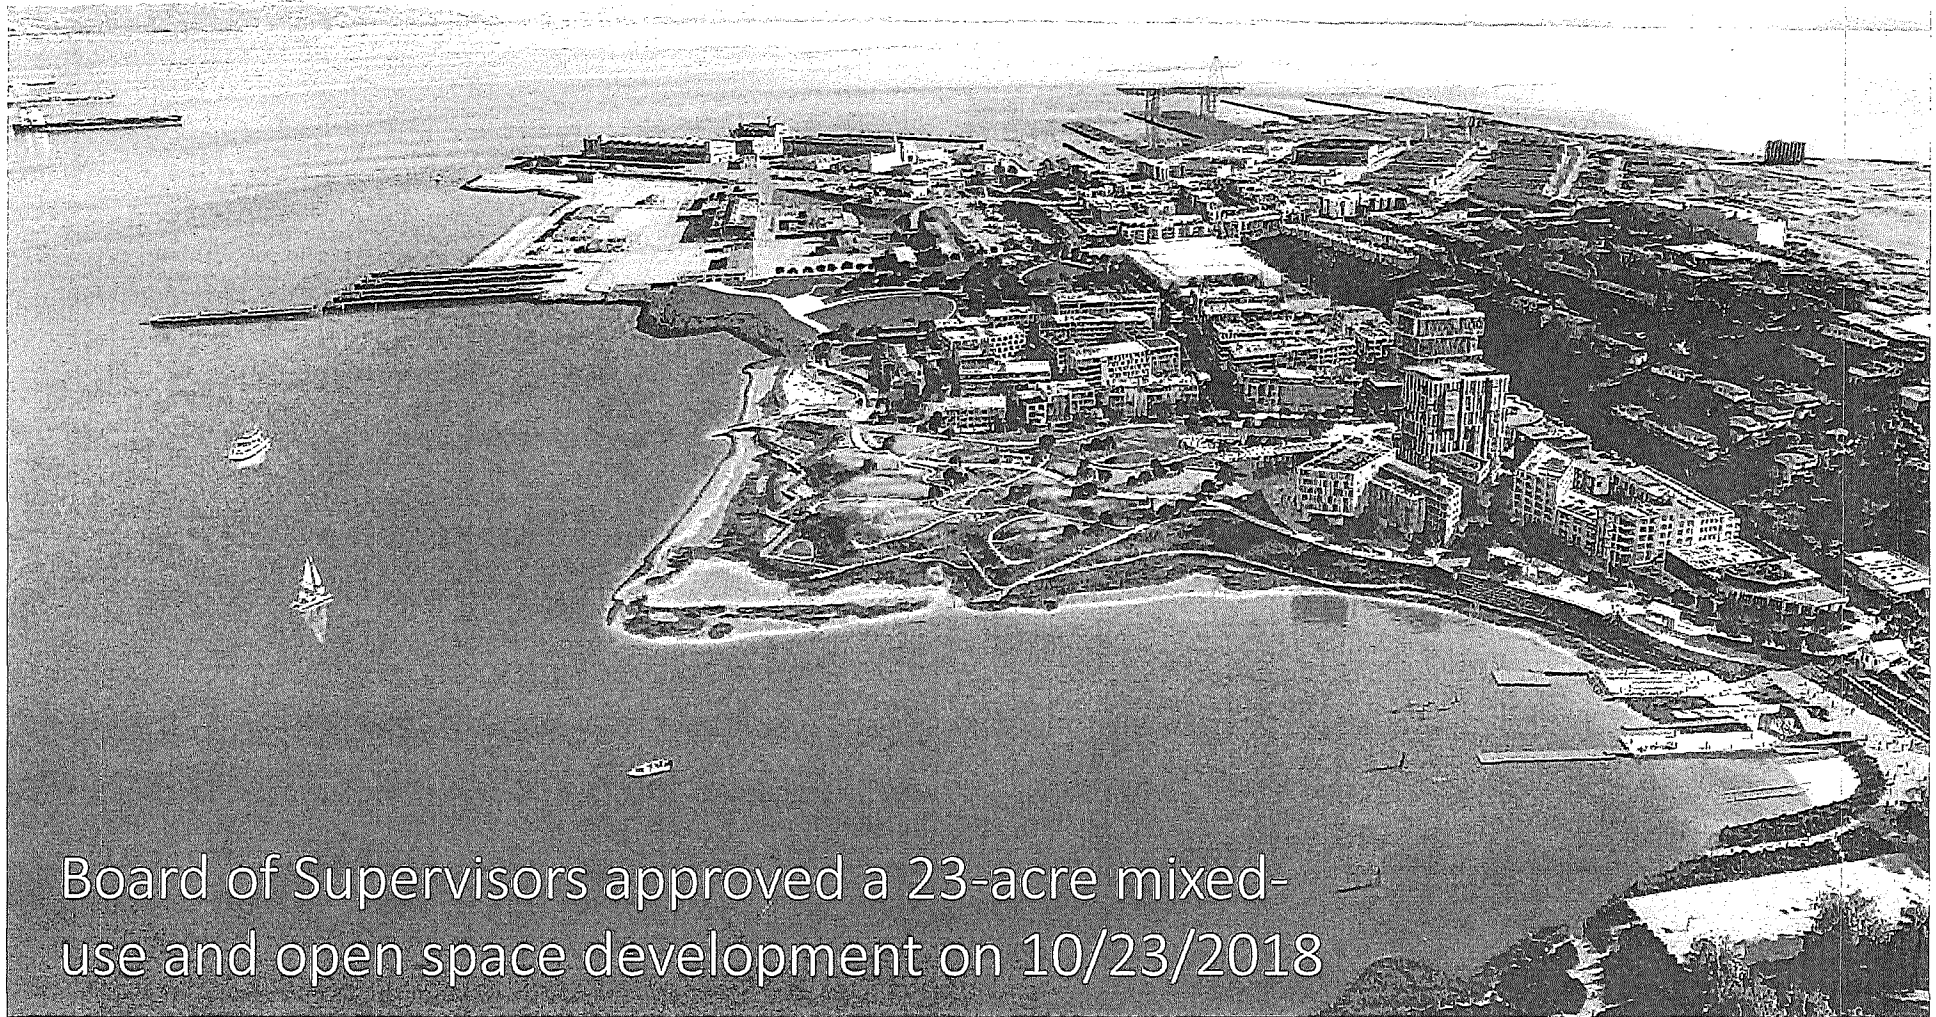 Board of Supervisors approved a 23-acre mixed-
use and open space development on 10/23/2018